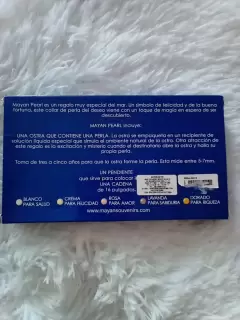 Mayan Pearl es un regalo muy especial del mar. Un símbolo de felicidad y de la buena
fortuna, este collar de perla del deseo viene con un toque de magia en espera de ser
descubierto.
MAYAN PEARL incluye:
UNA OSTRA QUE CONTIENE UNA PERLA. La ostra se empaqueta en un recipiente de
solución líquida especial que simula el ambiente natural de la ostra. Otra atracción de
este regalo es la excitación y misterio cuando el destinatario abre la ostra y halla su
propia perla.
Toma de tres a cinco años para que la ostra forme la perla. Esta mide entre 5-7mm.
UN PENDIENTE
que sirve para colocar
UNA CADENA
de 16 pulgadas.
BLANCO
PARA SALUD
CREMA
PARA FELICIDAD
ROSA
PARA AMOR
LAVANDA
PARA SABIDURIA
DORADO
PARA RIQUEZA
www.mayansouvenirs.com